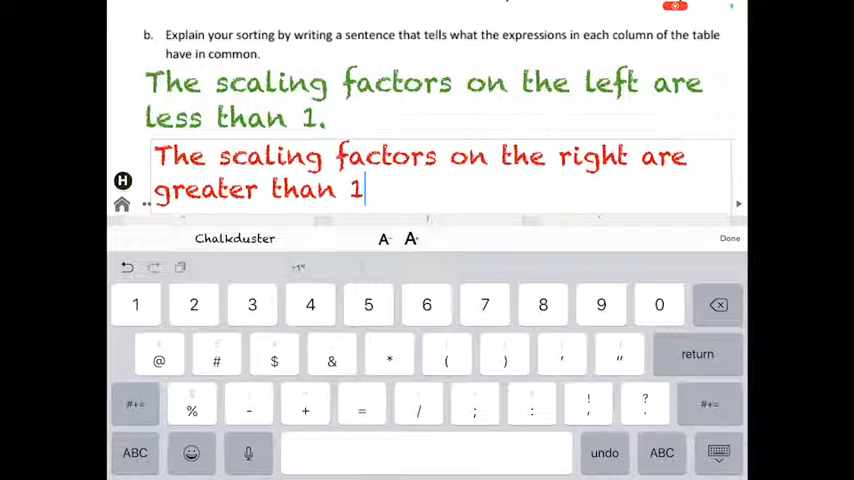 b. Explain your sorting by writing a sentence that tells what the expressions in each column of the table
have in common.
The scaling factors on the left are
less than 1.
The scaling factors on the right are
greater than 1
H
Chalkduster A- A+ Done
"1"
1 2 3 4 5 6 7 8 9 0
@ # $ & * ( ) ' "
return
#+= % - + = / ; : ! , ? . #+=
ABC undo ABC